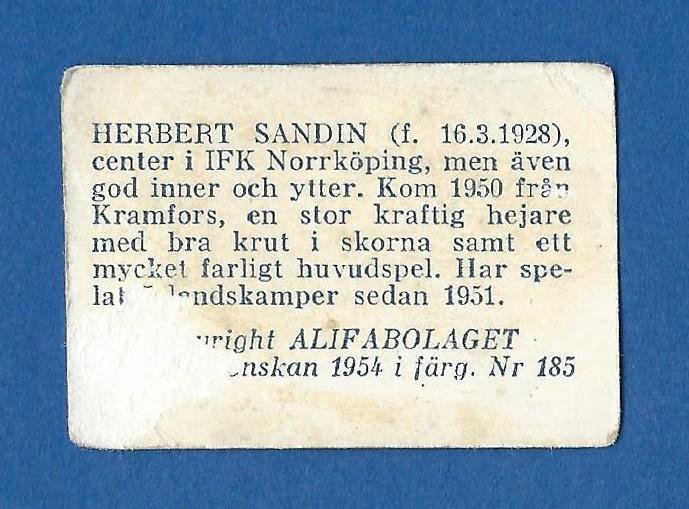 HERBERT SANDIN (f. 16.3.1928),
center i IFK Norrköping, men även
god inner och ytter. Kom 1950 från
Kramfors, en stor kraftig hejare
med bra krut i skorna samt ett
mycket farligt huvudspel. Har spe-
lat landskamper sedan 1951.
ALIFABOLAGET
1954 i färg. Nr 185